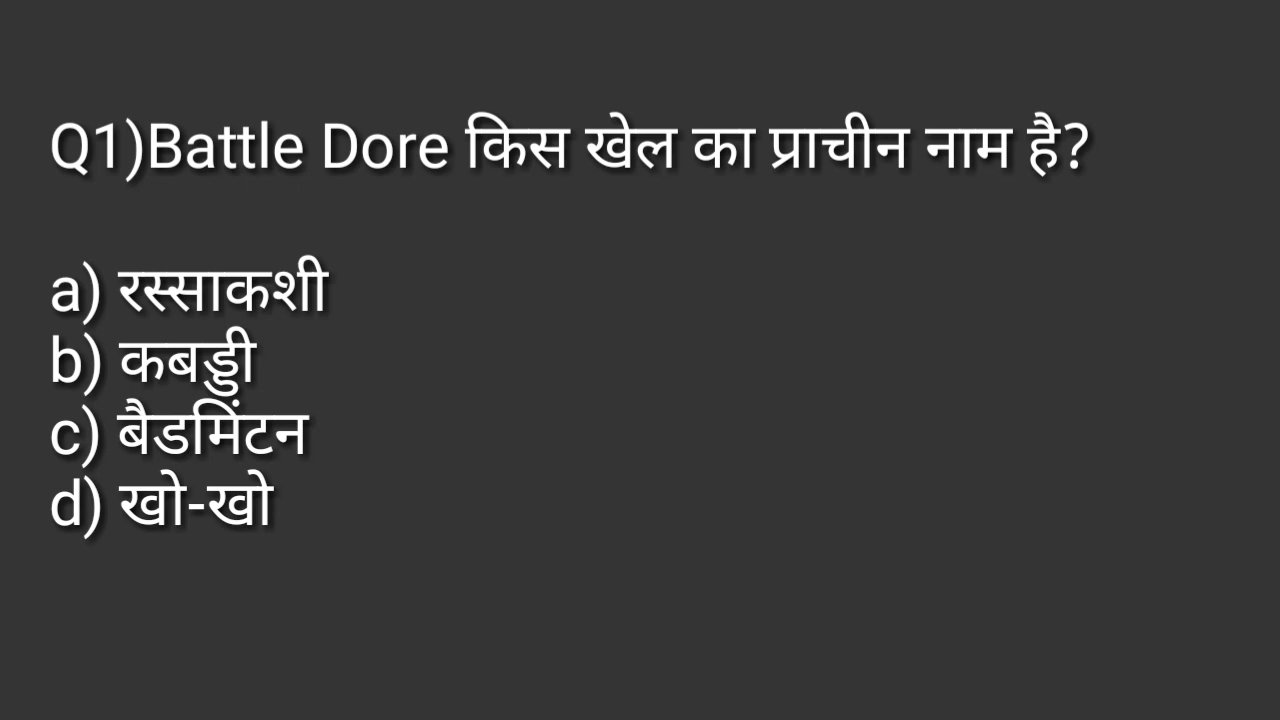 Q1)Battle Dore किस खेल का प्राचीन नाम है?
a) रस्साकशी
b) कबड्डी
c) बैडमिंटन
d) खो-खो